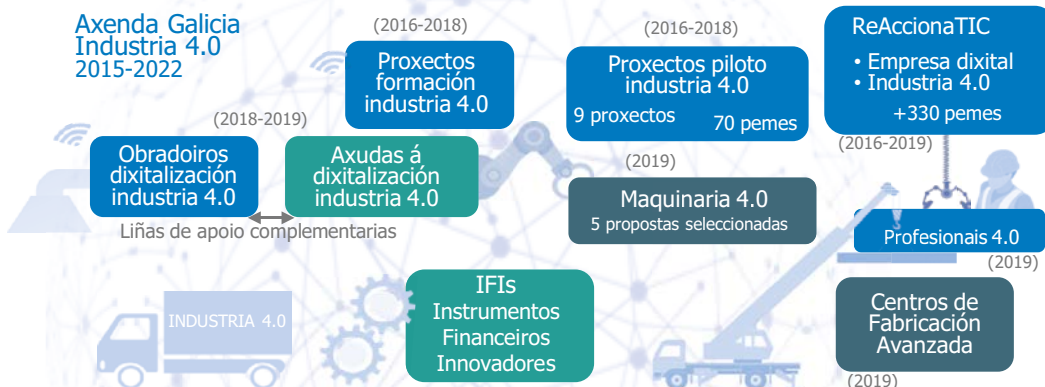 Axenda Galicia
Industria 4.0
2015-2022
(2016-2018)
Proxectos
formación
industria 4.0
(2016-2018)
Proxectos piloto
industria 4.0
9 proxectos
70 pemes
ReAccionaTIC
• Empresa dixital
• Industria 4.0
+330 pemes
(2016-2019)
(2018-2019)
Obradoiros
dixitalización
industria 4.0
Axudas á
dixitalización
industria 4.0
Liñas de apoio complementarias
(2019)
Maquinaria 4.0
5 propostas seleccionadas
Profesionais 4.0
(2019)
INDUSTRIA 4.0
IFIs
Instrumentos
Financeiros
Innovadores
Centros de
Fabricación
Avanzada
(2019)